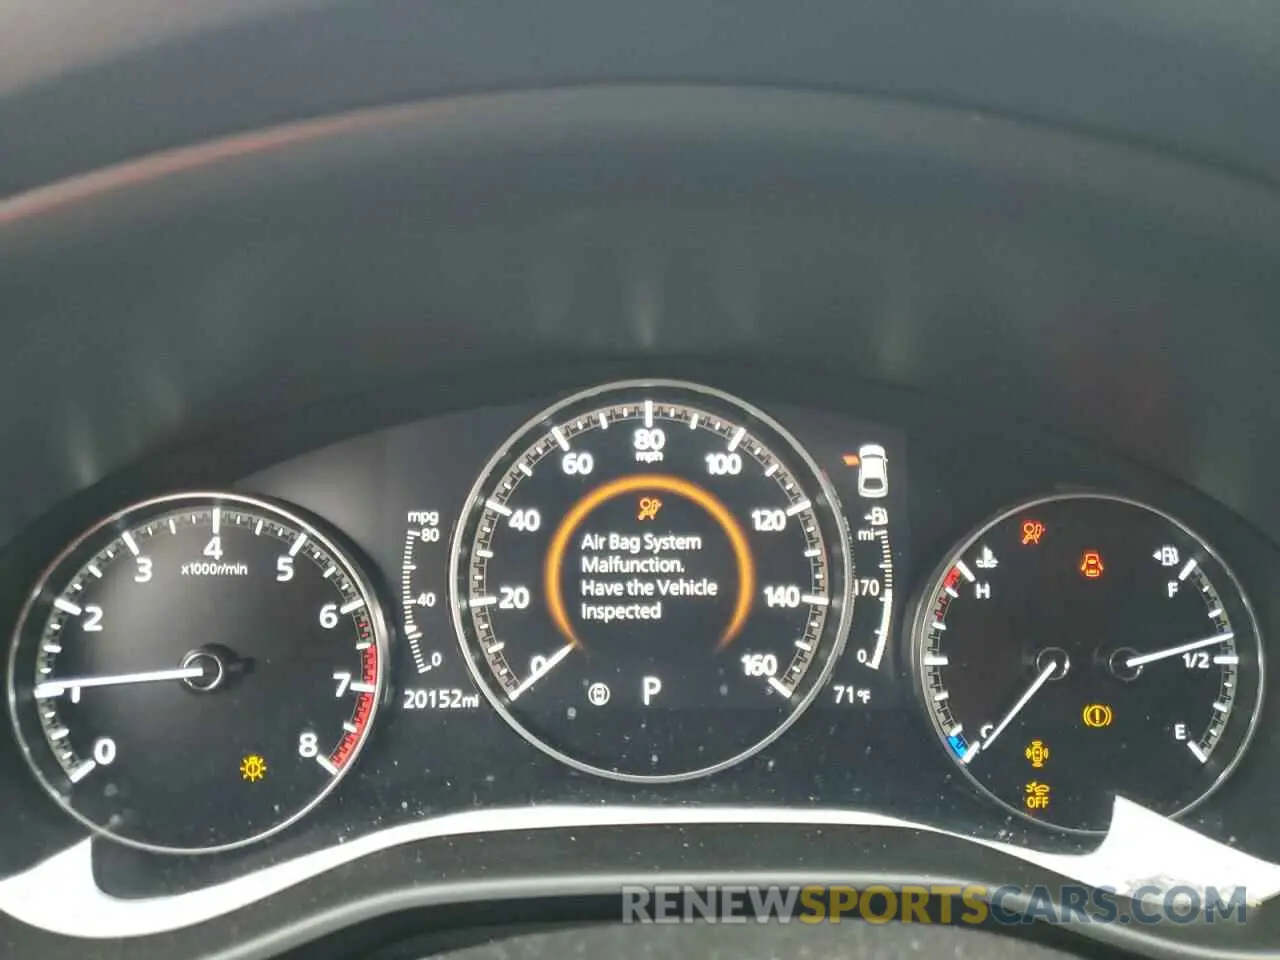 0
1
2
3
4
5
6
7
8
x1000r/min
mpg
80
40
0
20152mi
0
20
40
60
80
mph
100
120
140
160
Air Bag System
Malfunction.
Have the Vehicle
Inspected
P
mi
170
0
71°F
H
C
F
1/2
E
OFF
RENEWSPORTSCARS.COM